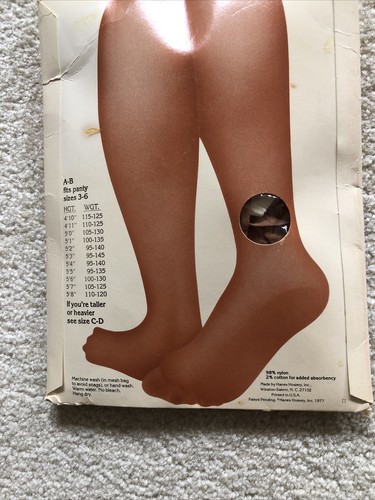 A-B
fits panty
sizes 3-6
HGT. WGT.
4'10" 115-125
4'11" 110-125
5'0" 105-130
5'1" 100-135
5'2" 95-140
5'3" 95-145
5'4" 95-140
5'5" 95-135
5'6" 100-130
5'7" 105-125
5'8" 110-120
If you're taller
or heavier
see size C-D
Machine wash (in mesh bag
to avoid snags), or hand wash.
Warm water. No bleach.
Hang dry.
98% nylon
2% cotton for added absorbency
Made by Hanes Hosiery, Inc.
Winston-Salem, N.C. 27102
Printed in U.S.A.
Patent Pending. ©Hanes Hosiery, Inc. 1977